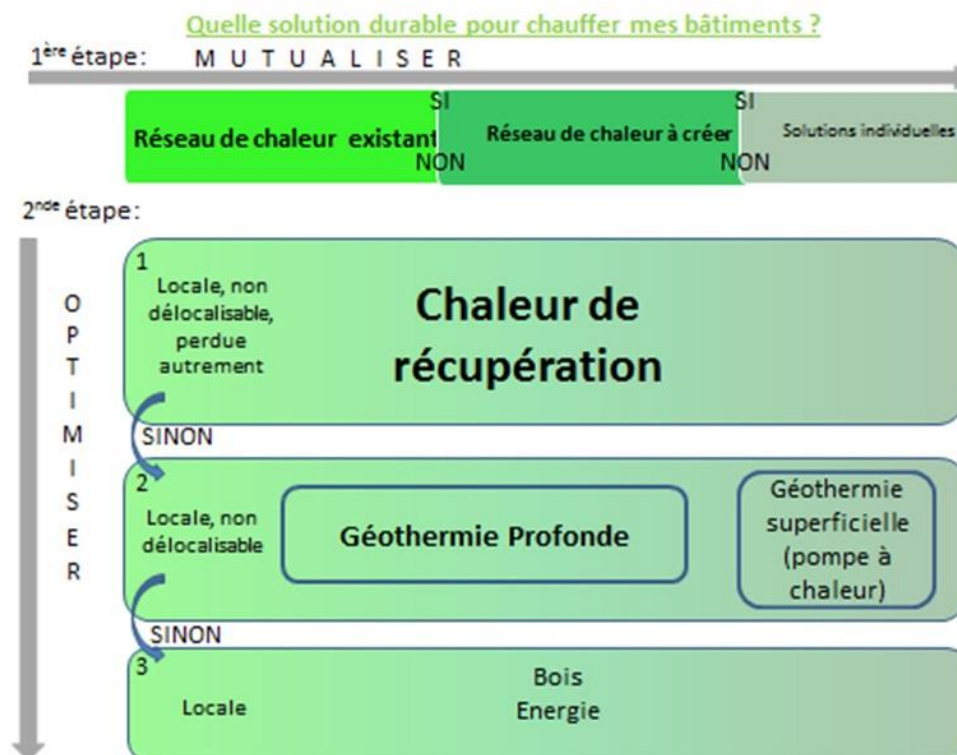 Quelle solution durable pour chauffer mes bâtiments ?
1ère étape: M U T U A L I S E R
Réseau de chaleur existant
SI
NON
Réseau de chaleur à créer
SI
NON
Solutions individuelles
2nde étape:
O
P
T
I
M
I
S
E
R
1
Locale, non
délocalisable,
perdue
autrement
Chaleur de
récupération
SINON
2
Locale, non
délocalisable
Géothermie Profonde
Géothermie
superficielle
(pompe à
chaleur)
SINON
3
Locale
Bois
Energie